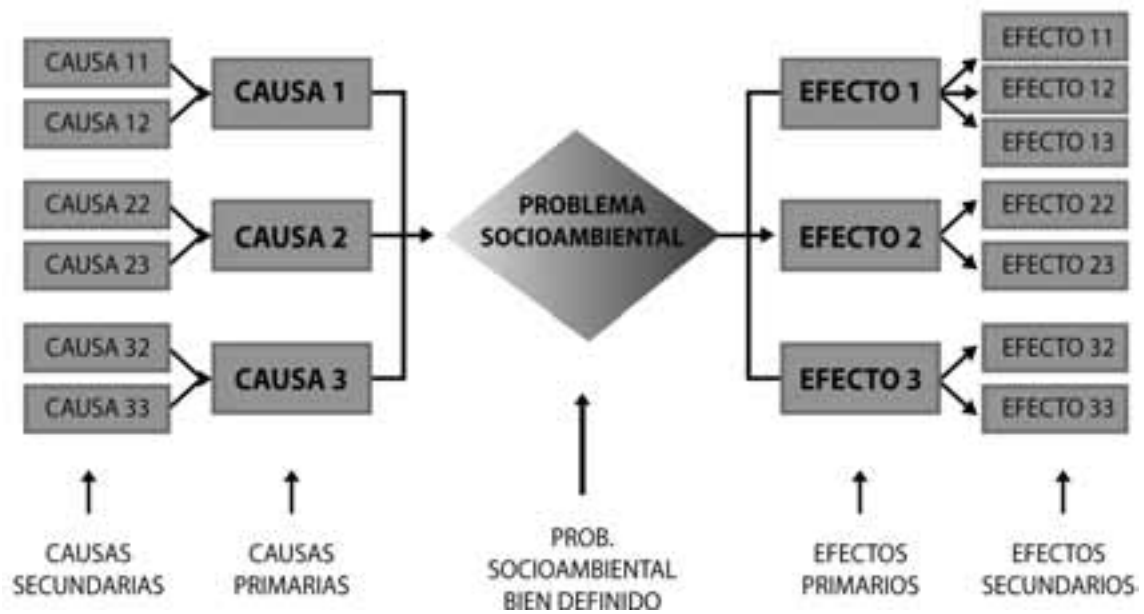 CAUSA 11
CAUSA 12
CAUSA 22
CAUSA 23
CAUSA 32
CAUSA 33
CAUSAS
SECUNDARIAS
CAUSA 1
CAUSA 2
CAUSA 3
CAUSAS
PRIMARIAS
PROBLEMA
SOCIOAMBIENTAL
PROB.
SOCIOAMBIENTAL
BIEN DEFINIDO
EFECTO 1
EFECTO 2
EFECTO 3
EFECTOS
PRIMARIOS
EFECTO 11
EFECTO 12
EFECTO 13
EFECTO 22
EFECTO 23
EFECTO 32
EFECTO 33
EFECTOS
SECUNDARIOS